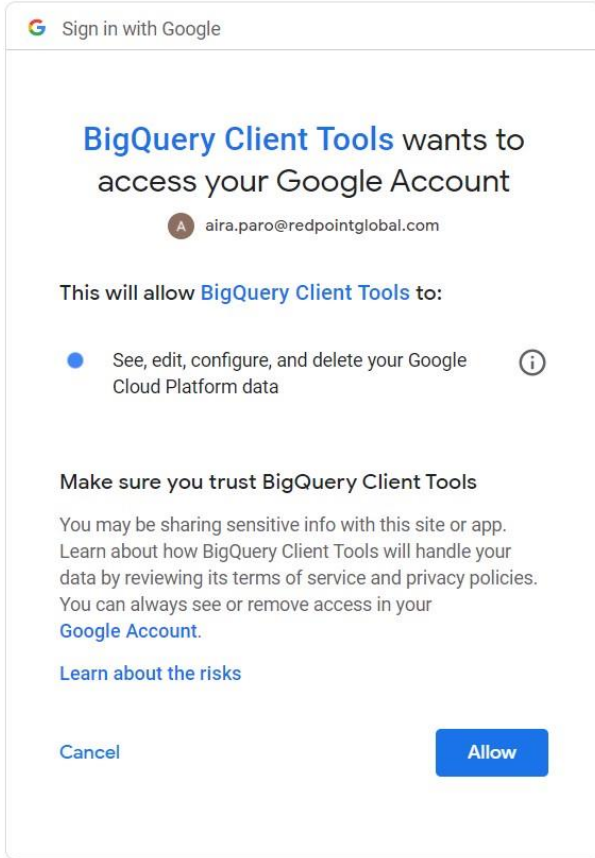 Sign in with Google
BigQuery Client Tools wants to
access your Google Account
A aira.paro@redpointglobal.com
This will allow BigQuery Client Tools to:
See, edit, configure, and delete your Google
Cloud Platform data
Make sure you trust BigQuery Client Tools
You may be sharing sensitive info with this site or app.
Learn about how BigQuery Client Tools will handle your
data by reviewing its terms of service and privacy policies.
You can always see or remove access in your
Google Account.
Learn about the risks
Cancel Allow